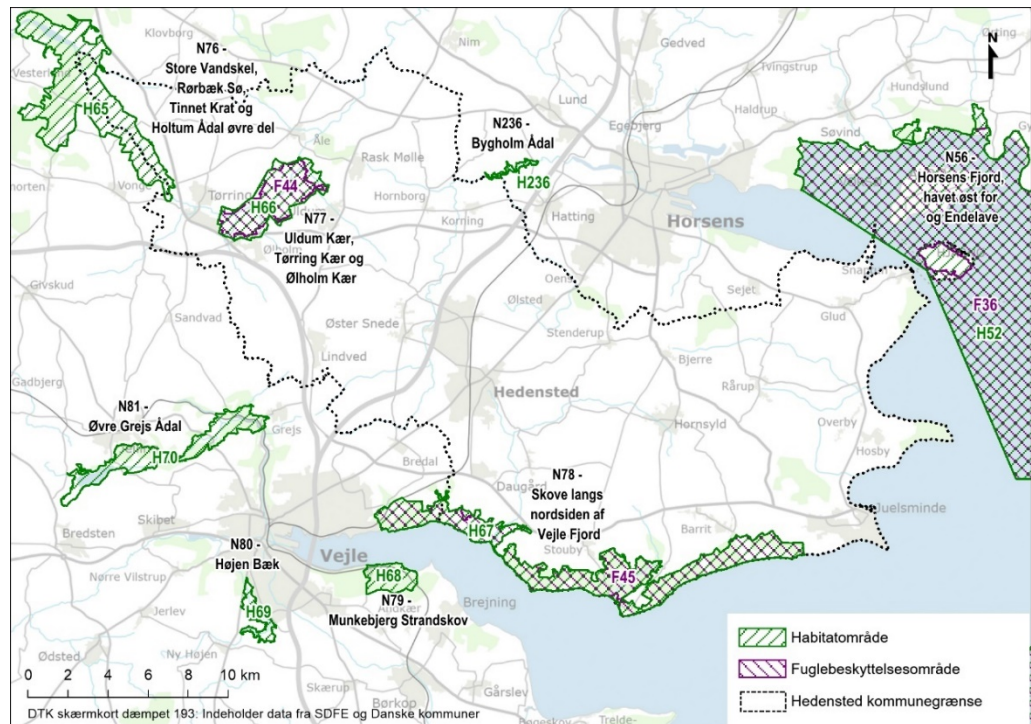 Klovborg
Nim
Gedved
Ørting
Vesterlund
N76 -
Store Vandskel,
Rørbæk Sø,
Tinnet Krat og
Holtum Ådal øvre del
H65
Tvingstrup
Hundslund
N
Lund
Haldrup
Egebjerg
Søvind
N236 -
Bygholm Ådal
H236
N56 -
Horsens Fjord,
havet øst for
og Endelave
Åle
Rask Mølle
Tørring
F44
H66
Hornborg
Hatting
Horsens
Korning
N77 -
Uldum Kær,
Tørring Kær og
Ølholm Kær
Ølholm
Givskud
Sandvad
Ølsted
Sejet
Snaptun
Glud
F36
H52
Øster Snede
Stenderup
Lindved
Bjerre
Rårup
Hedensted
Gadbjerg
N81 -
Øvre Grejs Ådal
Grejs
H70
Hornsyld
Overby
Hosby
Bredal
Daugård
N78 -
Skove langs
nordsiden af
Vejle Fjord
Juelsminde
Bredsten
Skibet
H67
Stouby
Barrit
Vejle
F45
N80 -
Højen Bæk
H68
Nørre Vilstrup
Brejning
N79 -
Munkebjerg Strandskov
H69
Jerlev
Ødsted
Ny Højen
0 2 4 6 8 10 km
Skærup
Gårslev
Børkop
Habitatområde
Fuglebeskyttelsesområde
Hedensted kommunegrænse
DTK skærmkort dæmpet 193: Indeholder data fra SDFE og Danske kommuner